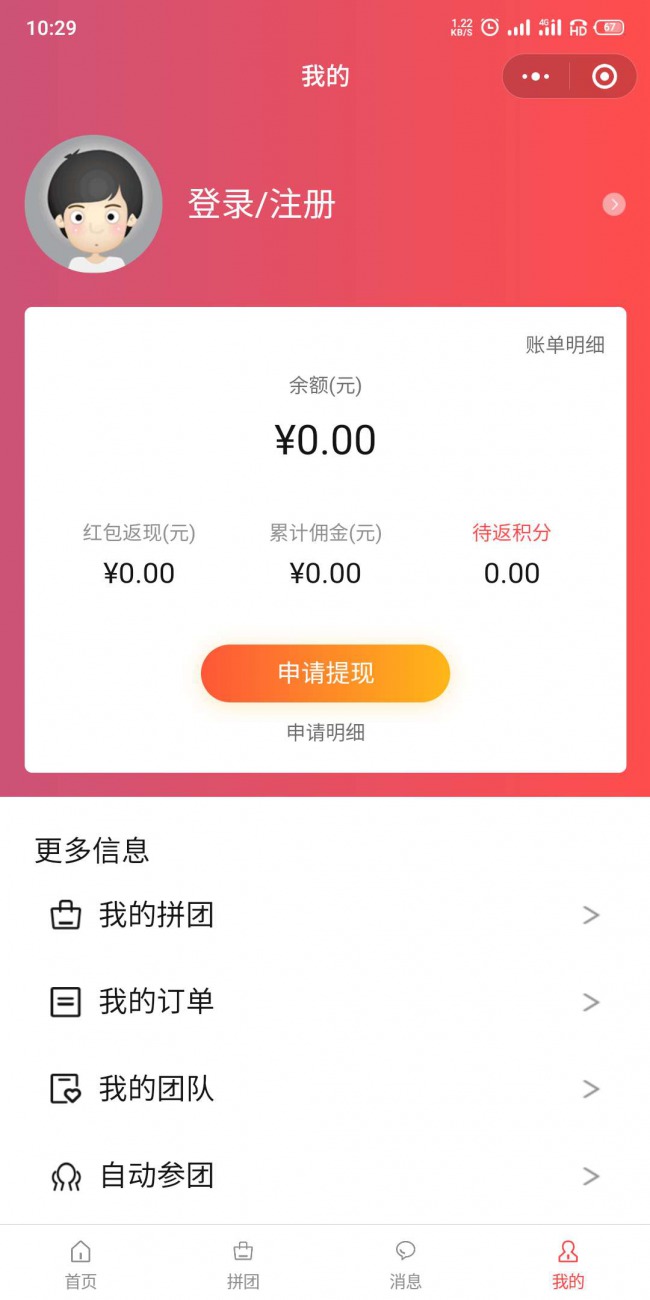 10:29
1.22 KB/S 4G HD 67
我的
登录/注册
账单明细
余额(元)
¥0.00
红包返现(元) 累计佣金(元) 待返积分
¥0.00 ¥0.00 0.00
申请提现
申请明细
更多信息
我的拼团
我的订单
我的团队
自动参团
首页 拼团 消息 我的